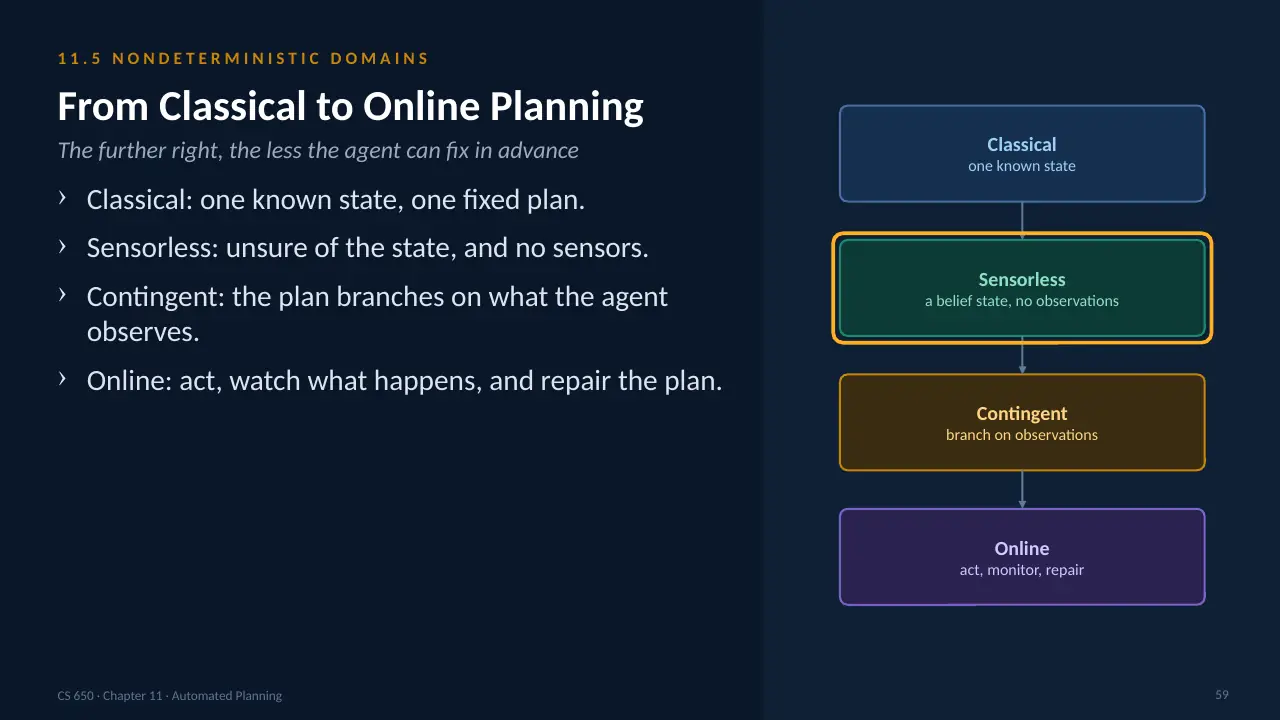 11.5 NONDETERMINISTIC DOMAINS
From Classical to Online Planning
The further right, the less the agent can fix in advance
› Classical: one known state, one fixed plan.
› Sensorless: unsure of the state, and no sensors.
› Contingent: the plan branches on what the agent
observes.
› Online: act, watch what happens, and repair the plan.
Classical
one known state
Sensorless
a belief state, no observations
Contingent
branch on observations
Online
act, monitor, repair
CS 650 · Chapter 11 · Automated Planning
59